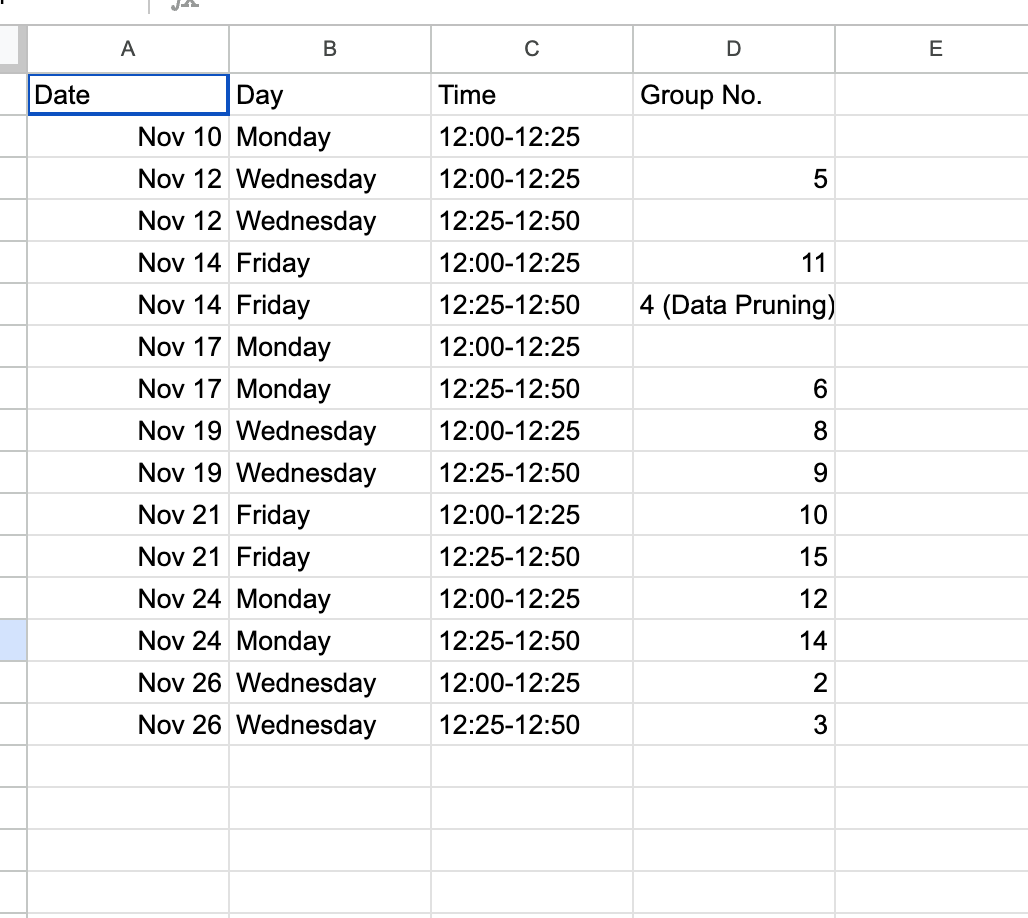 A B C D E
Date Day Time Group No.
Nov 10 Monday 12:00-12:25
Nov 12 Wednesday 12:00-12:25 5
Nov 12 Wednesday 12:25-12:50
Nov 14 Friday 12:00-12:25 11
Nov 14 Friday 12:25-12:50 4 (Data Pruning)
Nov 17 Monday 12:00-12:25
Nov 17 Monday 12:25-12:50 6
Nov 19 Wednesday 12:00-12:25 8
Nov 19 Wednesday 12:25-12:50 9
Nov 21 Friday 12:00-12:25 10
Nov 21 Friday 12:25-12:50 15
Nov 24 Monday 12:00-12:25 12
Nov 24 Monday 12:25-12:50 14
Nov 26 Wednesday 12:00-12:25 2
Nov 26 Wednesday 12:25-12:50 3